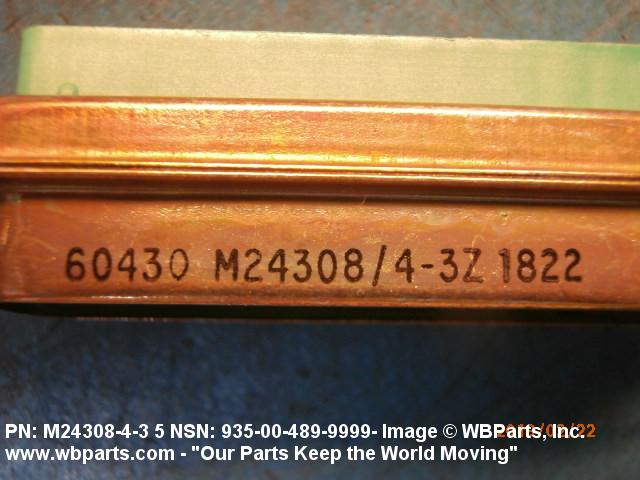 60430 M24308/4-3Z 1822
PN: M24308-4-3 5 NSN: 935-00-489-9999- Image © WBParts, Inc.
www.wbparts.com - "Our Parts Keep the World Moving"